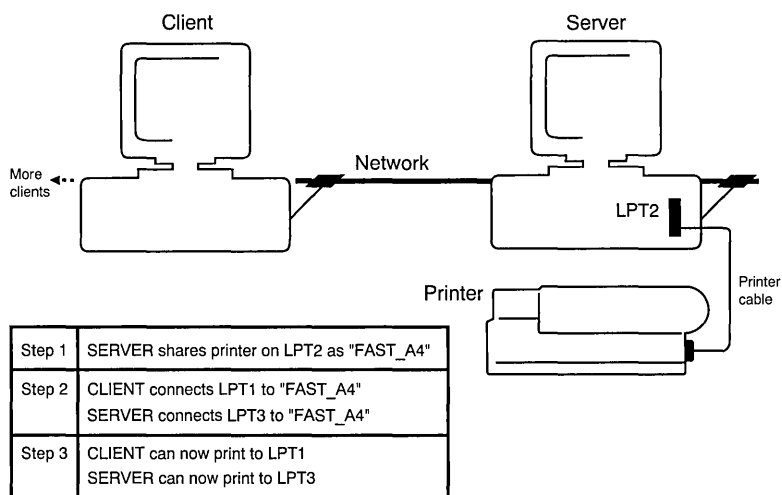 Client
Server
More
clients
Network
LPT2
Printer
cable
Printer
Step 1 SERVER shares printer on LPT2 as "FAST_A4"
Step 2 CLIENT connects LPT1 to "FAST_A4"
SERVER connects LPT3 to "FAST_A4"
Step 3 CLIENT can now print to LPT1
SERVER can now print to LPT3